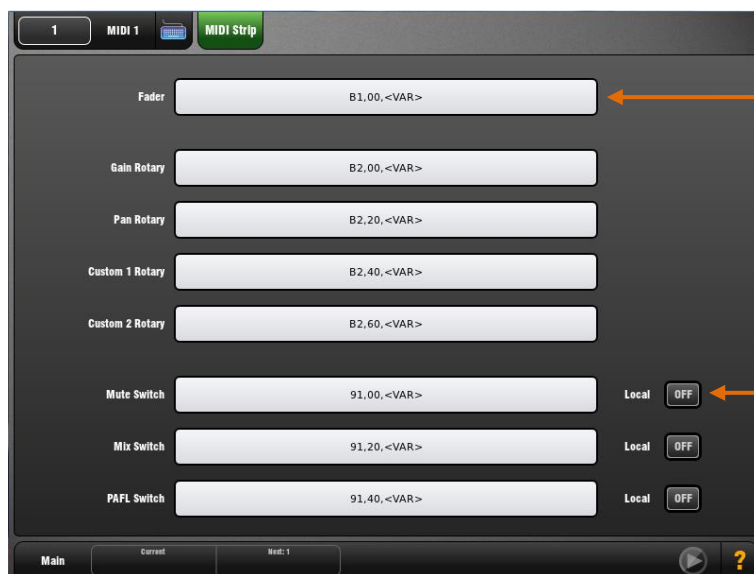 1 MIDI 1 MIDI Strip
Fader B1,00,<VAR>
Gain Rotary B2,00,<VAR>
Pan Rotary B2,20,<VAR>
Custom 1 Rotary B2,40,<VAR>
Custom 2 Rotary B2,60,<VAR>
Mute Switch 91,00,<VAR> Local OFF
Mix Switch 91,20,<VAR> Local OFF
PAFL Switch 91,40,<VAR> Local OFF
Main Current Next: 1 ?